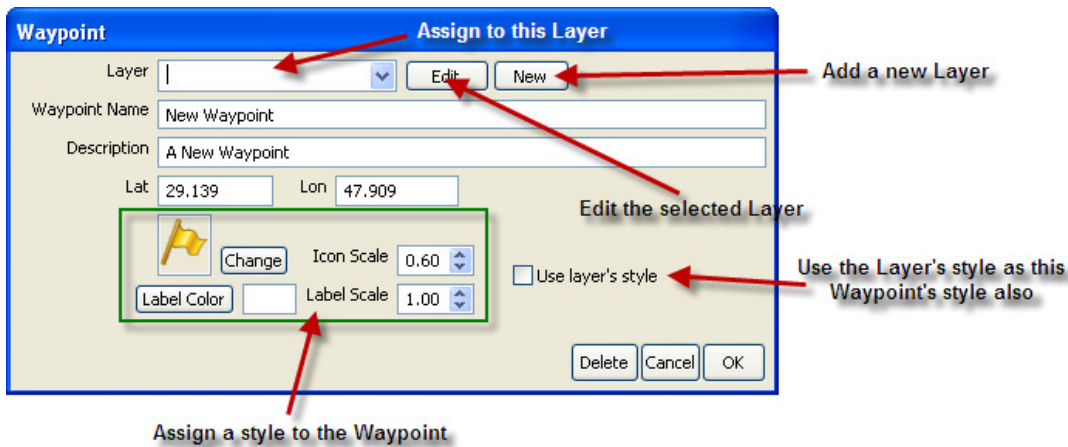 Waypoint
Assign to this Layer
Layer
Edit
New
Add a new Layer
Waypoint Name
New Waypoint
Description
A New Waypoint
Lat
29.139
Lon
47.909
Edit the selected Layer
Change
Icon Scale
0.60
Use layer's style
Use the Layer's style as this
Waypoint's style also
Label Color
Label Scale
1.00
Delete
Cancel
OK
Assign a style to the Waypoint